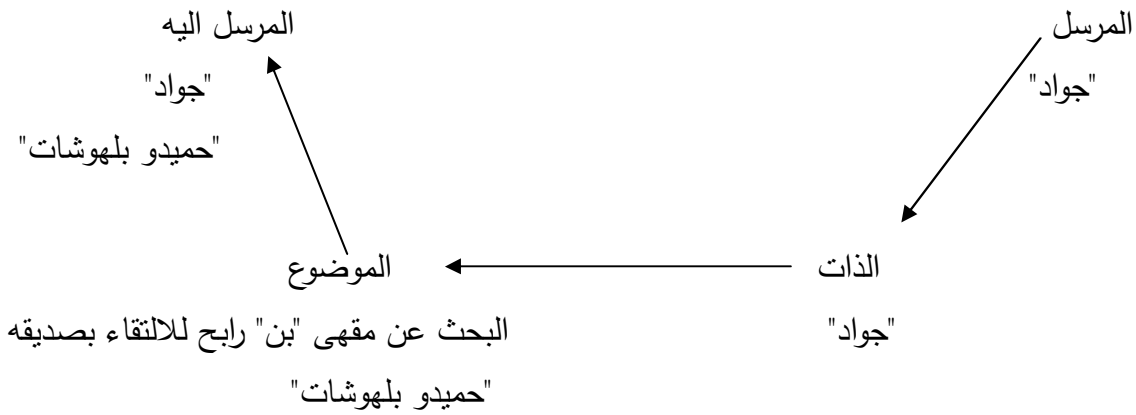 المرسل
المرسل اليه
"جواد"
"جواد"
"حميدو بلهوشات"
الذات
الموضوع
"جواد"
البحث عن مقهى "بن" رابح للالتقاء بصديقه
"حميدو بلهوشات"